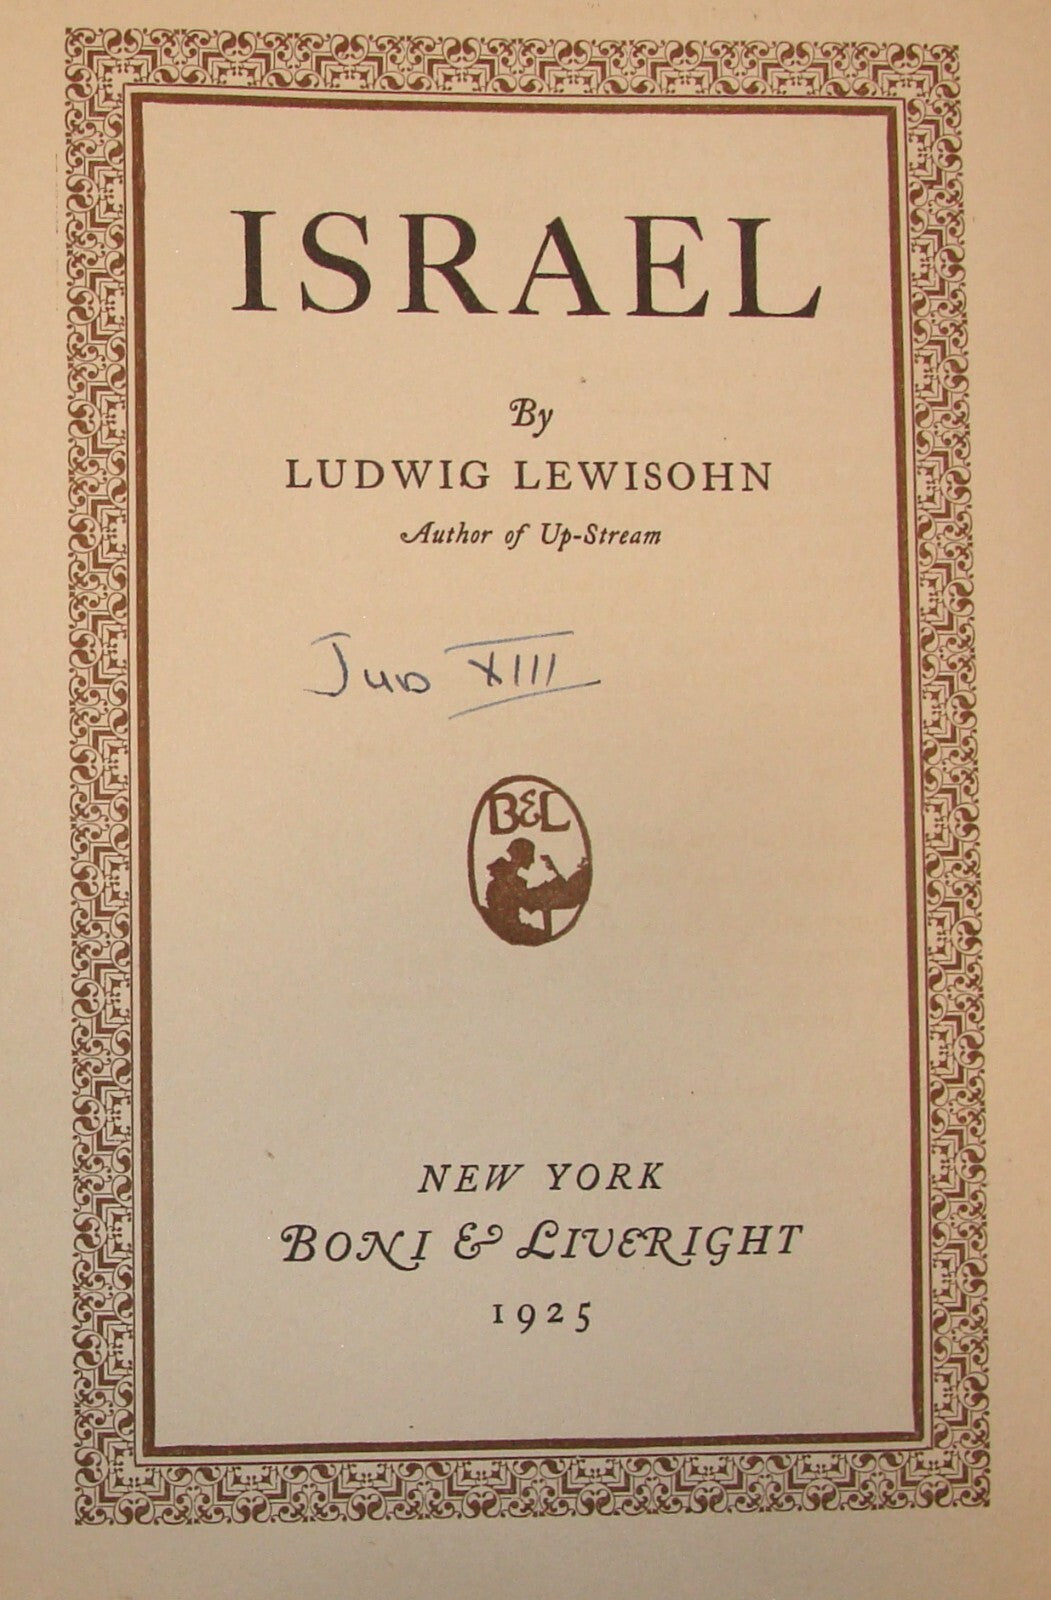 ISRAEL
By
LUDWIG LEWISOHN
Author of Up-Stream
Jud XIII
B&L
NEW YORK
BONI & LIVERIGHT
1925